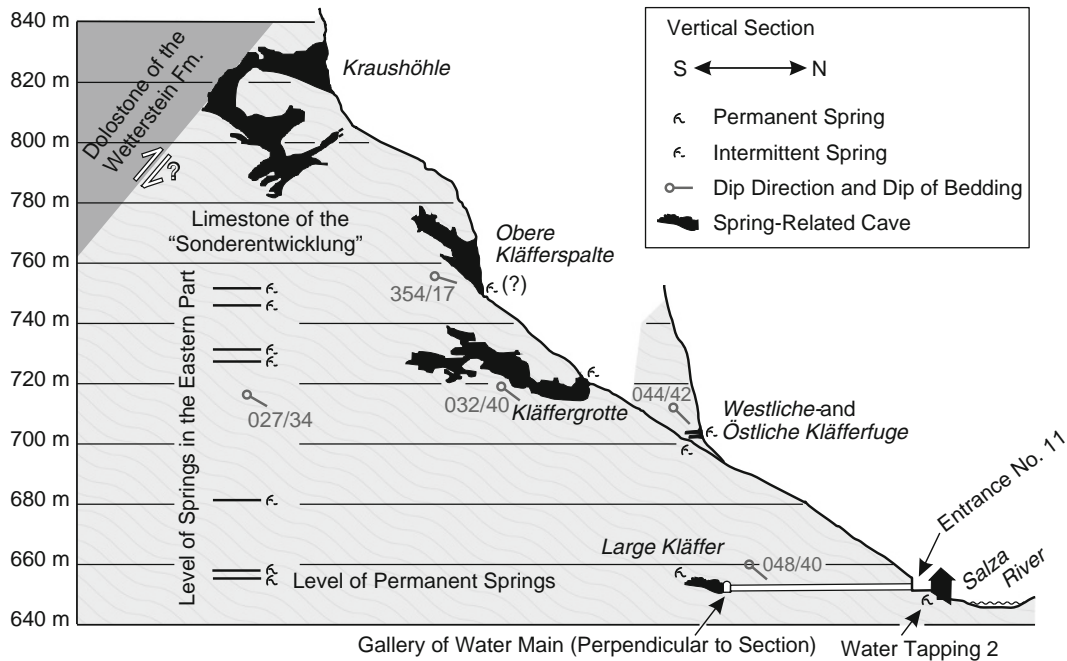 840 m
820 m
800 m
780 m
760 m
740 m
720 m
700 m
680 m
660 m
640 m
Dolostone of the
Wetterstein Fm.
?
Kraushöhle
Limestone of the
“Sonderentwicklung”
Obere
Kläfferspalte
(?)
354/17
Level of Springs in the Eastern Part
027/34
032/40
Kläffergrotte
044/42
Westliche-and
Östliche Kläfferfuge
Large Kläffer
048/40
Level of Permanent Springs
Entrance No. 11
Salza
River
Gallery of Water Main (Perpendicular to Section)
Water Tapping 2
Vertical Section
S N
Permanent Spring
Intermittent Spring
Dip Direction and Dip of Bedding
Spring-Related Cave